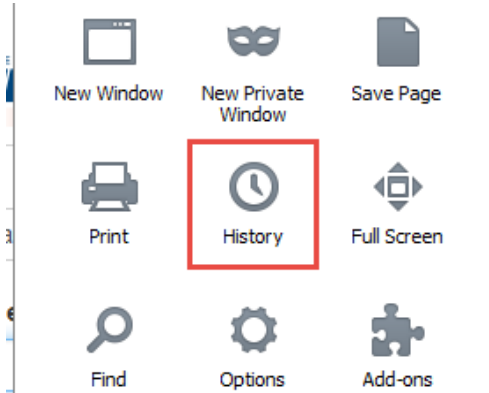 New Window
New Private
Window
Save Page
Print
History
Full Screen
Find
Options
Add-ons